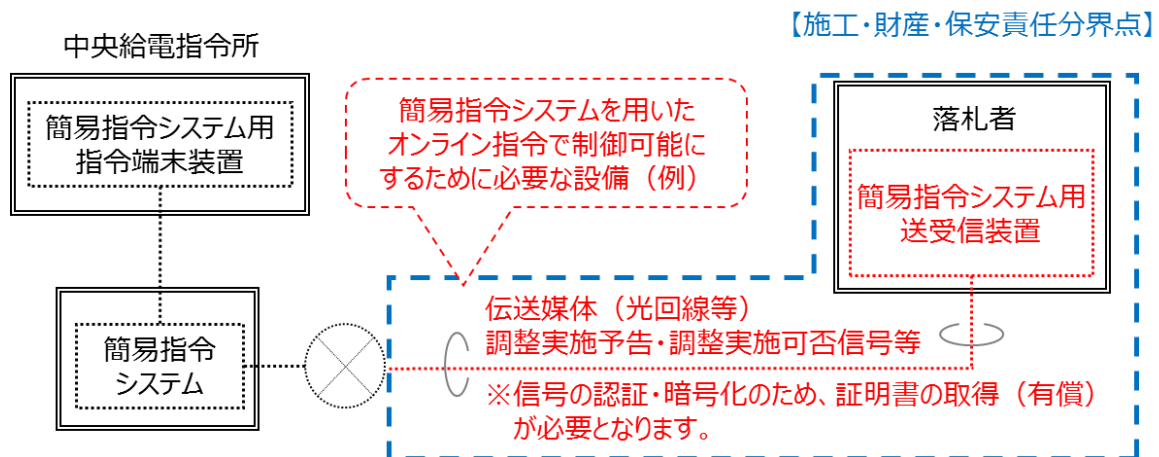 【施工・財産・保安責任分界点】
中央給電指令所
簡易指令システム用
指令端末装置
簡易指令システムを用いた
オンライン指令で制御可能に
するために必要な設備（例）
落札者
簡易指令システム用
送受信装置
簡易指令
システム
伝送媒体（光回線等）
調整実施予告・調整実施可否信号等
※信号の認証・暗号化のため、証明書の取得（有償）
が必要となります。